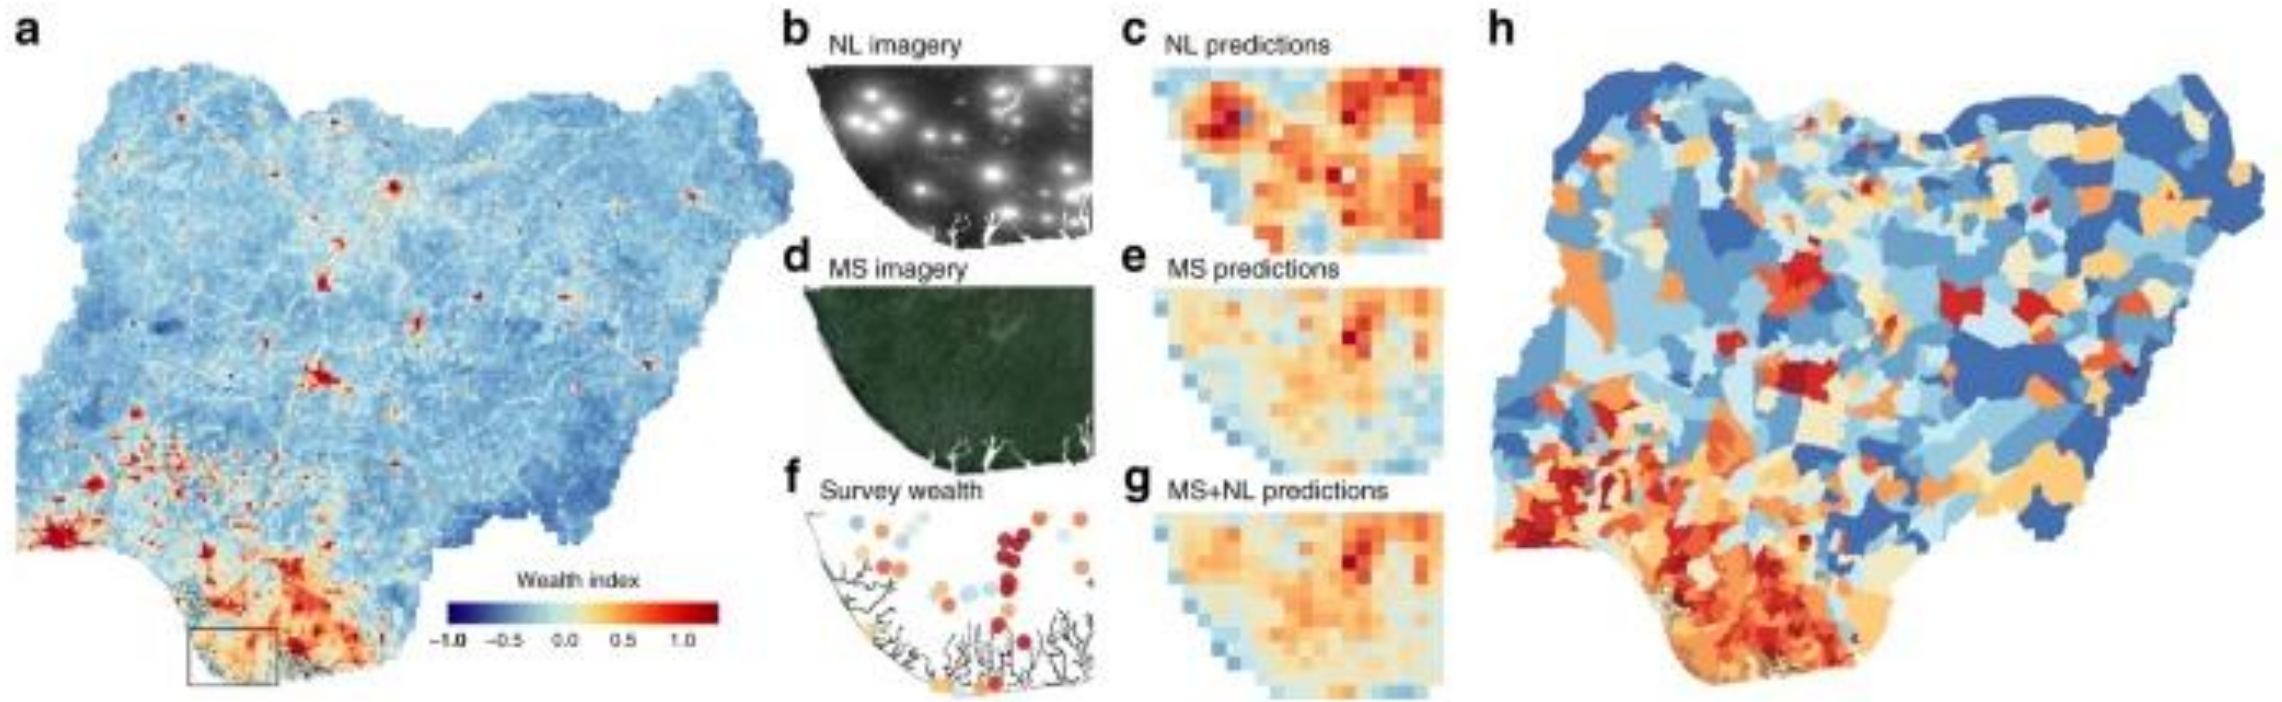 a
b NL imagery
c NL predictions
h
d MS imagery
e MS predictions
f Survey wealth
g MS+NL predictions
Wealth index
−1.0 −0.5 0.0 0.5 1.0